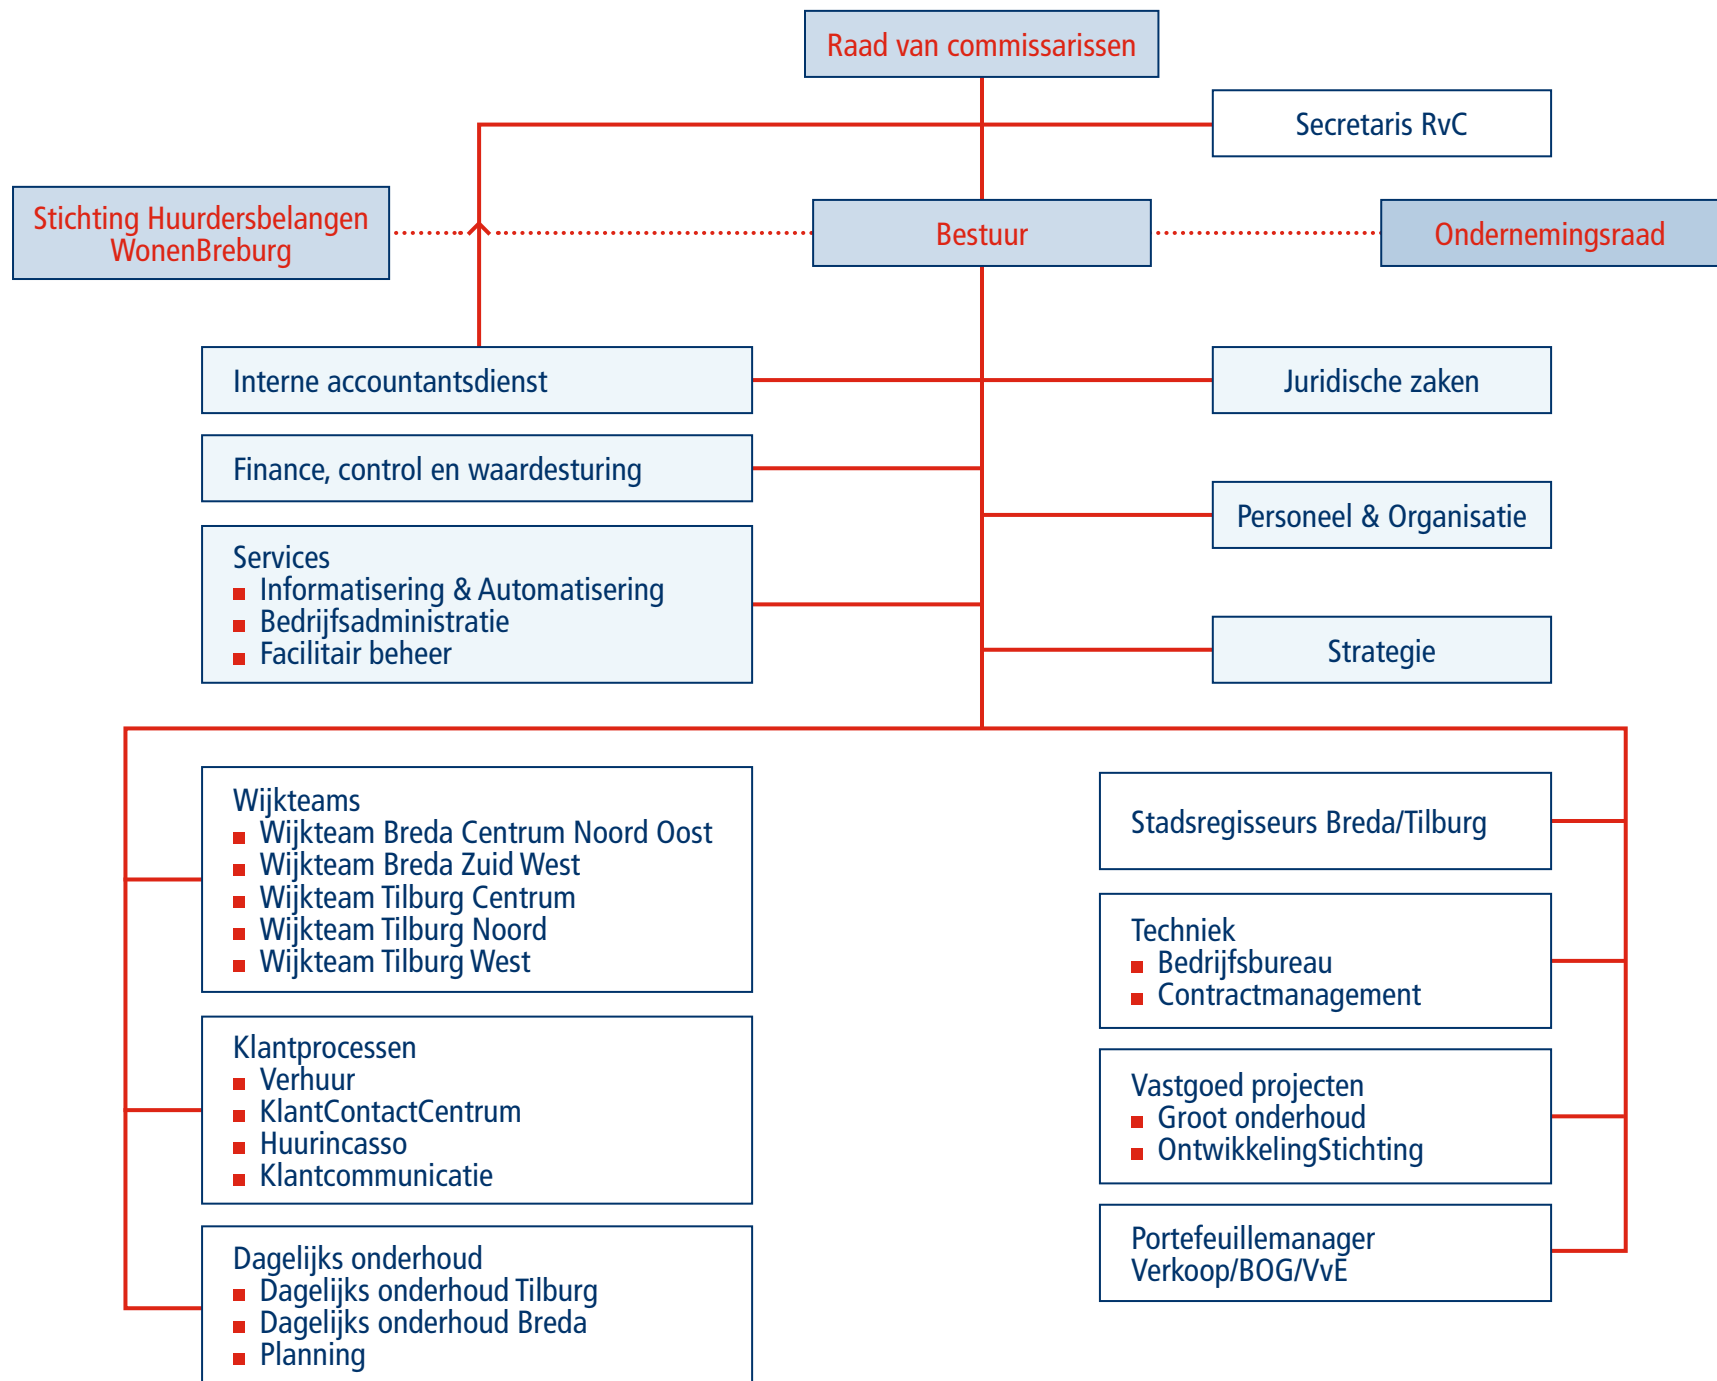 Raad van commissarissen
Secretaris RvC
Stichting Huurdersbelangen
WonenBreburg
Bestuur
Ondernemingsraad
Interne accountantsdienst
Juridische zaken
Finance, control en waardesturing
Personeel & Organisatie
Services
Informatisering & Automatisering
Bedrijfsadministratie
Facilitair beheer
Strategie
Wijkteams
Wijkteam Breda Centrum Noord Oost
Wijkteam Breda Zuid West
Wijkteam Tilburg Centrum
Wijkteam Tilburg Noord
Wijkteam Tilburg West
Klantprocessen
Verhuur
KlantContactCentrum
Huurincasso
Klantcommunicatie
Dagelijks onderhoud
Dagelijks onderhoud Tilburg
Dagelijks onderhoud Breda
Planning
Stadsregisseurs Breda/Tilburg
Techniek
Bedrijfsbureau
Contractmanagement
Vastgoed projecten
Groot onderhoud
OntwikkelingStichting
Portefeuillemanager
Verkoop/BOG/VvE